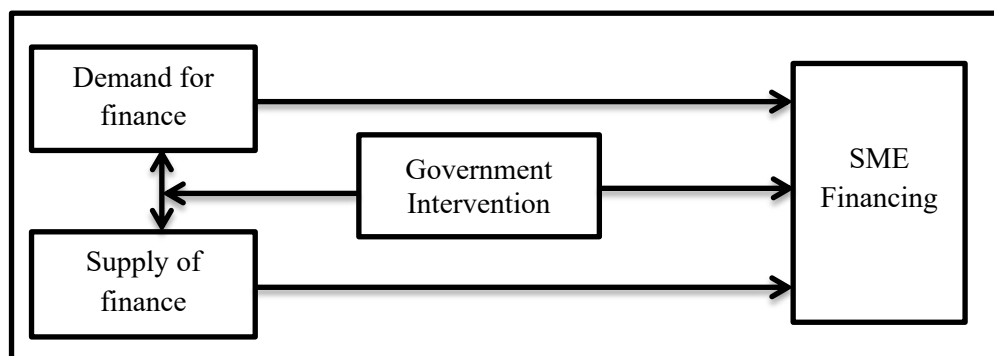 Demand for
finance
Government
Intervention
SME
Financing
Supply of
finance